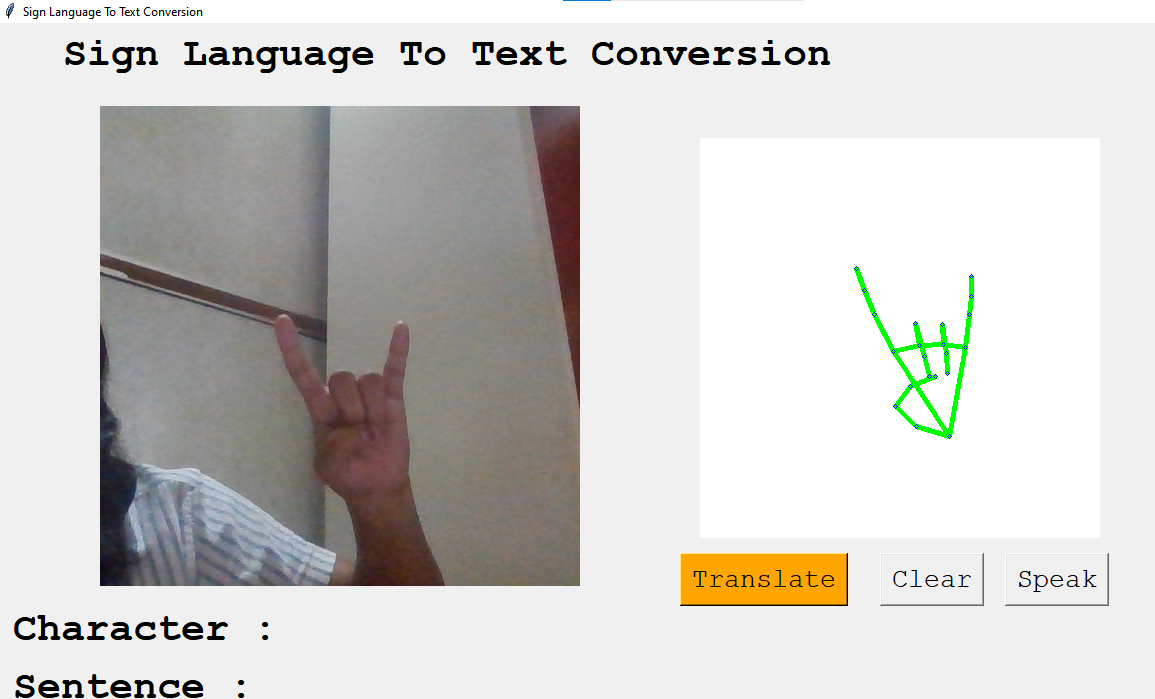 Sign Language To Text Conversion
Sign Language To Text Conversion
Translate Clear Speak
Character :
Sentence :